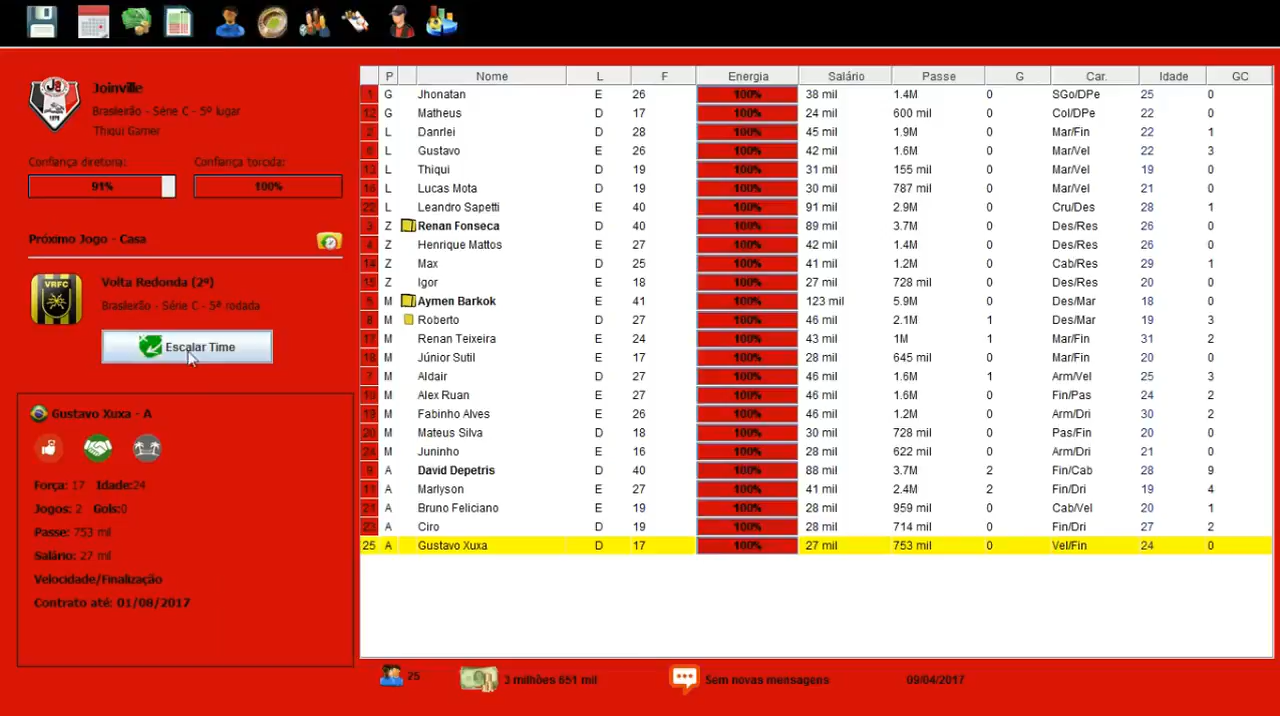 Joinville
Brasileirão - Série C - 5º lugar
Thiqui Gamer
Confiança diretoria: Confiança torcida:
91% 100%
Próximo Jogo - Casa
VRFC
Volta Redonda (2º)
Brasileirão - Série C - 5ª rodada
Escalar Time
Gustavo Xuxa - A
Força: 17 Idade:24
Jogos: 2 Gols:0
Passe: 753 mil
Salário: 27 mil
Velocidade/Finalização
Contrato até: 01/08/2017
P Nome L F Energia Salário Passe G Car. Idade GC
1 G Jhonatan E 26 100% 38 mil 1.4M 0 SGo/DPe 25 0
12 G Matheus D 17 100% 24 mil 600 mil 0 Col/DPe 22 0
2 L Danrlei D 28 100% 45 mil 1.9M 0 Mar/Fin 22 1
6 L Gustavo E 26 100% 42 mil 1.6M 0 Mar/Vel 22 3
13 L Thiqui D 19 100% 31 mil 155 mil 0 Mar/Vel 19 0
16 L Lucas Mota D 19 100% 30 mil 787 mil 0 Mar/Vel 21 0
22 L Leandro Sapetti E 40 100% 91 mil 2.9M 0 Cru/Des 28 1
3 Z Renan Fonseca D 40 100% 89 mil 3.7M 0 Des/Res 26 0
4 Z Henrique Mattos E 27 100% 42 mil 1.4M 0 Des/Res 26 0
14 Z Max D 25 100% 41 mil 1.2M 0 Cab/Res 29 1
15 Z Igor E 18 100% 27 mil 728 mil 0 Des/Res 20 0
5 M Aymen Barkok E 41 100% 123 mil 5.9M 0 Des/Mar 18 0
8 M Roberto D 27 100% 46 mil 2.1M 1 Des/Mar 19 3
17 M Renan Teixeira E 24 100% 43 mil 1M 1 Mar/Fin 31 2
18 M Júnior Sutil E 17 100% 28 mil 645 mil 0 Mar/Fin 20 0
7 M Aldair D 27 100% 46 mil 1.6M 1 Arm/Vel 25 3
M Alex Ruan E 27 100% 46 mil 1.6M 0 Fin/Pas 24 2
19 M Fabinho Alves E 26 100% 46 mil 1.2M 0 Arm/Dri 30 2
20 M Mateus Silva D 18 100% 30 mil 728 mil 0 Pas/Fin 20 0
24 M Juninho E 16 100% 28 mil 622 mil 0 Arm/Dri 21 0
9 A David Depetris D 40 100% 88 mil 3.7M 2 Fin/Cab 28 9
11 A Marlyson E 27 100% 41 mil 2.4M 2 Fin/Dri 19 4
21 A Bruno Feliciano E 19 100% 28 mil 959 mil 0 Cab/Vel 20 1
23 A Ciro D 19 100% 28 mil 714 mil 0 Fin/Dri 27 2
25 A Gustavo Xuxa D 17 100% 27 mil 753 mil 0 Vel/Fin 24 0
25 3 milhões 651 mil Sem novas mensagens 09/04/2017